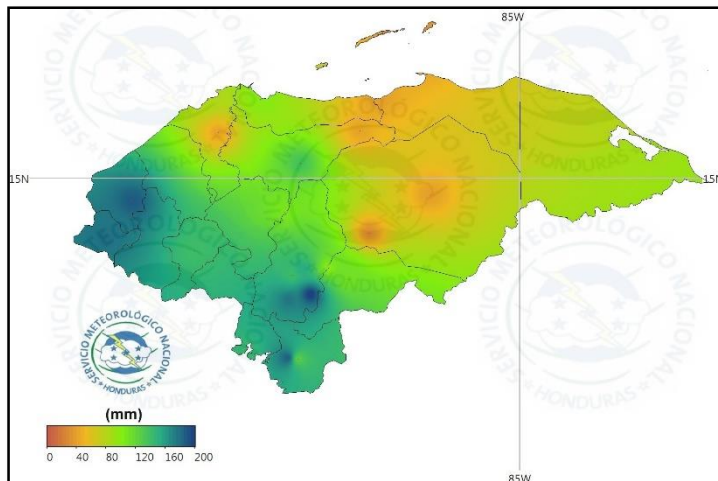 85W
15N
15N
SERVICIO METEOROLÓGICO NACIONAL
* HONDURAS *
(mm)
0 40 80 120 160 200
85W